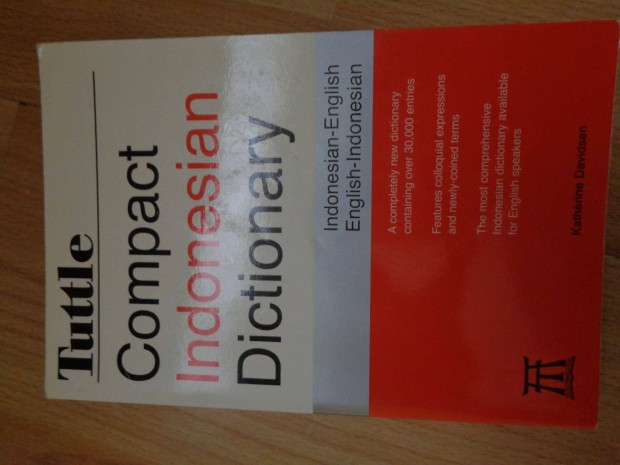 Tuttle
Compact
Indonesian
Dictionary
Indonesian-English
English-Indonesian
A completely new dictionary
containing over 30,000 entries
Features colloquial expressions
and newly-coined terms
The most comprehensive
Indonesian dictionary available
for English speakers
Katherine Davidsen